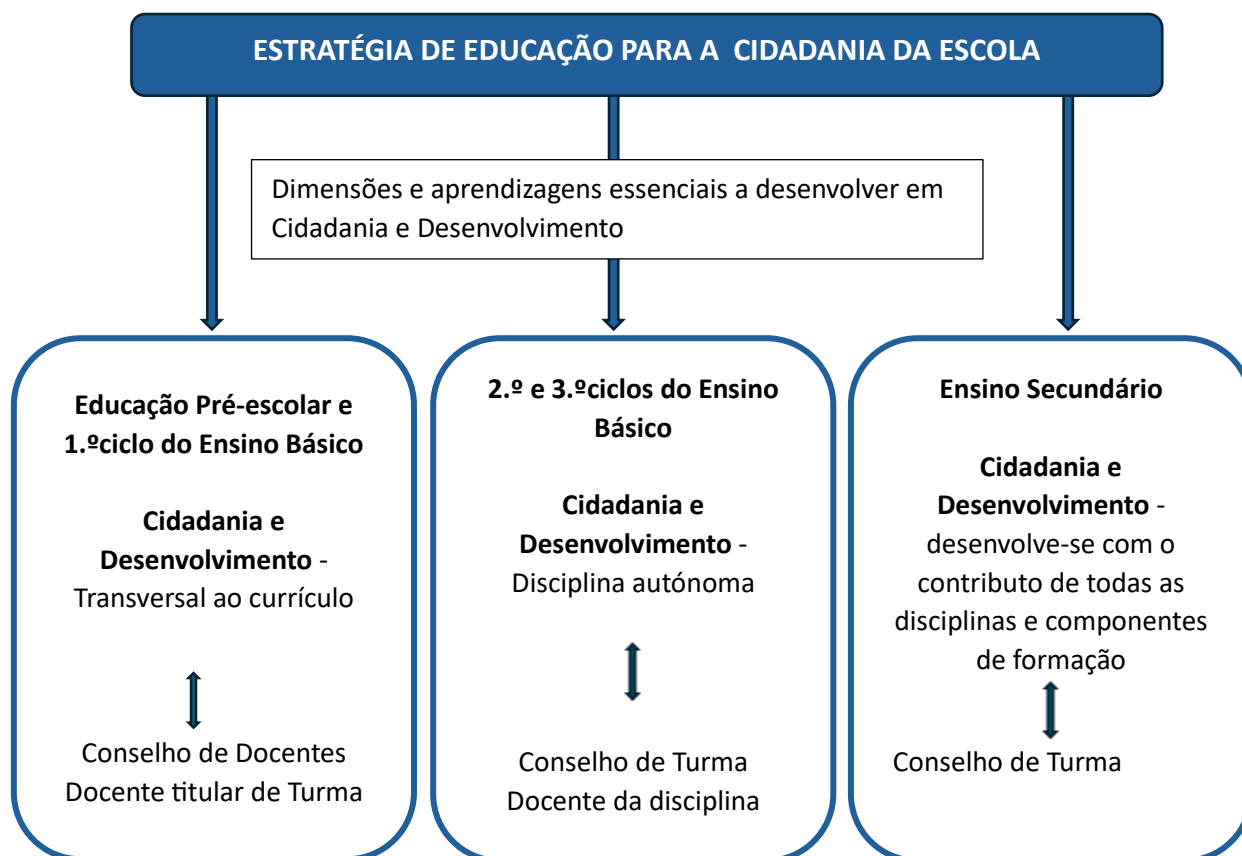 ESTRATÉGIA DE EDUCAÇÃO PARA A CIDADANIA DA ESCOLA
Dimensões e aprendizagens essenciais a desenvolver em
Cidadania e Desenvolvimento
Educação Pré-escolar e
1.ºciclo do Ensino Básico
Cidadania e
Desenvolvimento -
Transversal ao currículo
Conselho de Docentes
Docente titular de Turma
2.º e 3.ºciclos do Ensino
Básico
Cidadania e
Desenvolvimento -
Disciplina autónoma
Conselho de Turma
Docente da disciplina
Ensino Secundário
Cidadania e
Desenvolvimento -
desenvolve-se com o
contributo de todas as
disciplinas e componentes
de formação
Conselho de Turma